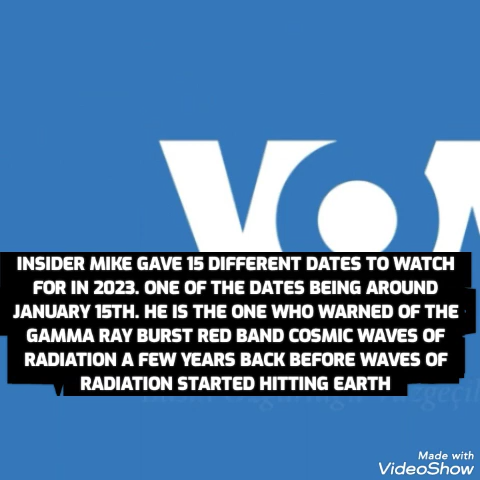 VOA
INSIDER MIKE GAVE 15 DIFFERENT DATES TO WATCH
FOR IN 2023. ONE OF THE DATES BEING AROUND
JANUARY 15TH. HE IS THE ONE WHO WARNED OF THE
GAMMA RAY BURST RED BAND COSMIC WAVES OF
RADIATION A FEW YEARS BACK BEFORE WAVES OF
RADIATION STARTED HITTING EARTH
Made with
VideoShow